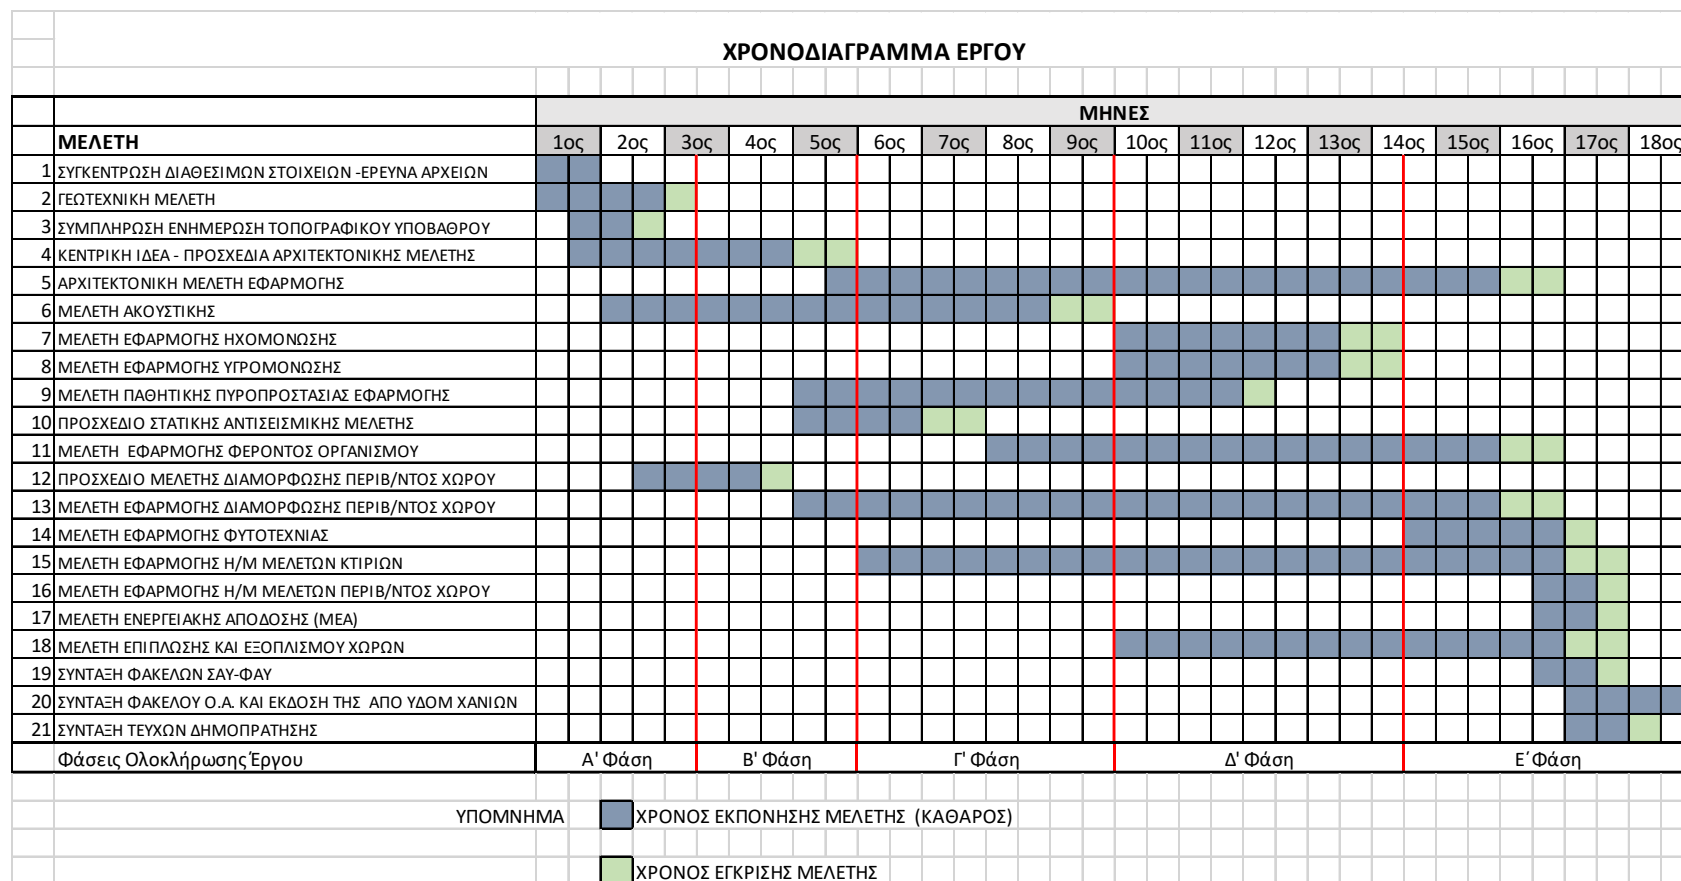 ΧΡΟΝΟΔΙΑΓΡΑΜΜΑ ΕΡΓΟΥ
ΜΗΝΕΣ
ΜΕΛΕΤΗ 1ος 2ος 3ος 4ος 5ος 6ος 7ος 8ος 9ος 10ος 11ος 12ος 13ος 14ος 15ος 16ος 17ος 18ος
1 ΣΥΓΚΕΝΤΡΩΣΗ ΔΙΑΘΕΣΙΜΩΝ ΣΤΟΙΧΕΙΩΝ -ΕΡΕΥΝΑ ΑΡΧΕΙΩΝ
2 ΓΕΩΤΕΧΝΙΚΗ ΜΕΛΕΤΗ
3 ΣΥΜΠΛΗΡΩΣΗ ΕΝΗΜΕΡΩΣΗ ΤΟΠΟΓΡΑΦΙΚΟΥ ΥΠΟΒΑΘΡΟΥ
4 ΚΕΝΤΡΙΚΗ ΙΔΕΑ - ΠΡΟΣΧΕΔΙΑ ΑΡΧΙΤΕΚΤΟΝΙΚΗΣ ΜΕΛΕΤΗΣ
5 ΑΡΧΙΤΕΚΤΟΝΙΚΗ ΜΕΛΕΤΗ ΕΦΑΡΜΟΓΗΣ
6 ΜΕΛΕΤΗ ΑΚΟΥΣΤΙΚΗΣ
7 ΜΕΛΕΤΗ ΕΦΑΡΜΟΓΗΣ ΗΧΟΜΟΝΩΣΗΣ
8 ΜΕΛΕΤΗ ΕΦΑΡΜΟΓΗΣ ΥΓΡΟΜΟΝΩΣΗΣ
9 ΜΕΛΕΤΗ ΠΑΘΗΤΙΚΗΣ ΠΥΡΟΠΡΟΣΤΑΣΙΑΣ ΕΦΑΡΜΟΓΗΣ
10 ΠΡΟΣΧΕΔΙΟ ΣΤΑΤΙΚΗΣ ΑΝΤΙΣΕΙΣΜΙΚΗΣ ΜΕΛΕΤΗΣ
11 ΜΕΛΕΤΗ ΕΦΑΡΜΟΓΗΣ ΦΕΡΟΝΤΟΣ ΟΡΓΑΝΙΣΜΟΥ
12 ΠΡΟΣΧΕΔΙΟ ΜΕΛΕΤΗΣ ΔΙΑΜΟΡΦΩΣΗΣ ΠΕΡΙΒ/ΝΤΟΣ ΧΩΡΟΥ
13 ΜΕΛΕΤΗ ΕΦΑΡΜΟΓΗΣ ΔΙΑΜΟΡΦΩΣΗΣ ΠΕΡΙΒ/ΝΤΟΣ ΧΩΡΟΥ
14 ΜΕΛΕΤΗ ΕΦΑΡΜΟΓΗΣ ΦΥΤΟΤΕΧΝΙΑΣ
15 ΜΕΛΕΤΗ ΕΦΑΡΜΟΓΗΣ Η/Μ ΜΕΛΕΤΩΝ ΚΤΙΡΙΩΝ
16 ΜΕΛΕΤΗ ΕΦΑΡΜΟΓΗΣ Η/Μ ΜΕΛΕΤΩΝ ΠΕΡΙΒ/ΝΤΟΣ ΧΩΡΟΥ
17 ΜΕΛΕΤΗ ΕΝΕΡΓΕΙΑΚΗΣ ΑΠΟΔΟΣΗΣ (ΜΕΑ)
18 ΜΕΛΕΤΗ ΕΠΙΠΛΩΣΗΣ ΚΑΙ ΕΞΟΠΛΙΣΜΟΥ ΧΩΡΩΝ
19 ΣΥΝΤΑΞΗ ΦΑΚΕΛΩΝ ΣΑΥ-ΦΑΥ
20 ΣΥΝΤΑΞΗ ΦΑΚΕΛΟΥ Ο.Α. ΚΑΙ ΕΚΔΟΣΗ ΤΗΣ ΑΠΟ ΥΔΟΜ ΧΑΝΙΩΝ
21 ΣΥΝΤΑΞΗ ΤΕΥΧΩΝ ΔΗΜΟΠΡΑΤΗΣΗΣ
Φάσεις Ολοκλήρωσης Έργου Α' Φάση Β' Φάση Γ' Φάση Δ' Φάση Ε΄ Φάση
ΥΠΟΜΝΗΜΑ ΧΡΟΝΟΣ ΕΚΠΟΝΗΣΗΣ ΜΕΛΕΤΗΣ (ΚΑΘΑΡΟΣ)
ΧΡΟΝΟΣ ΕΓΚΡΙΣΗΣ ΜΕΛΕΤΗΣ